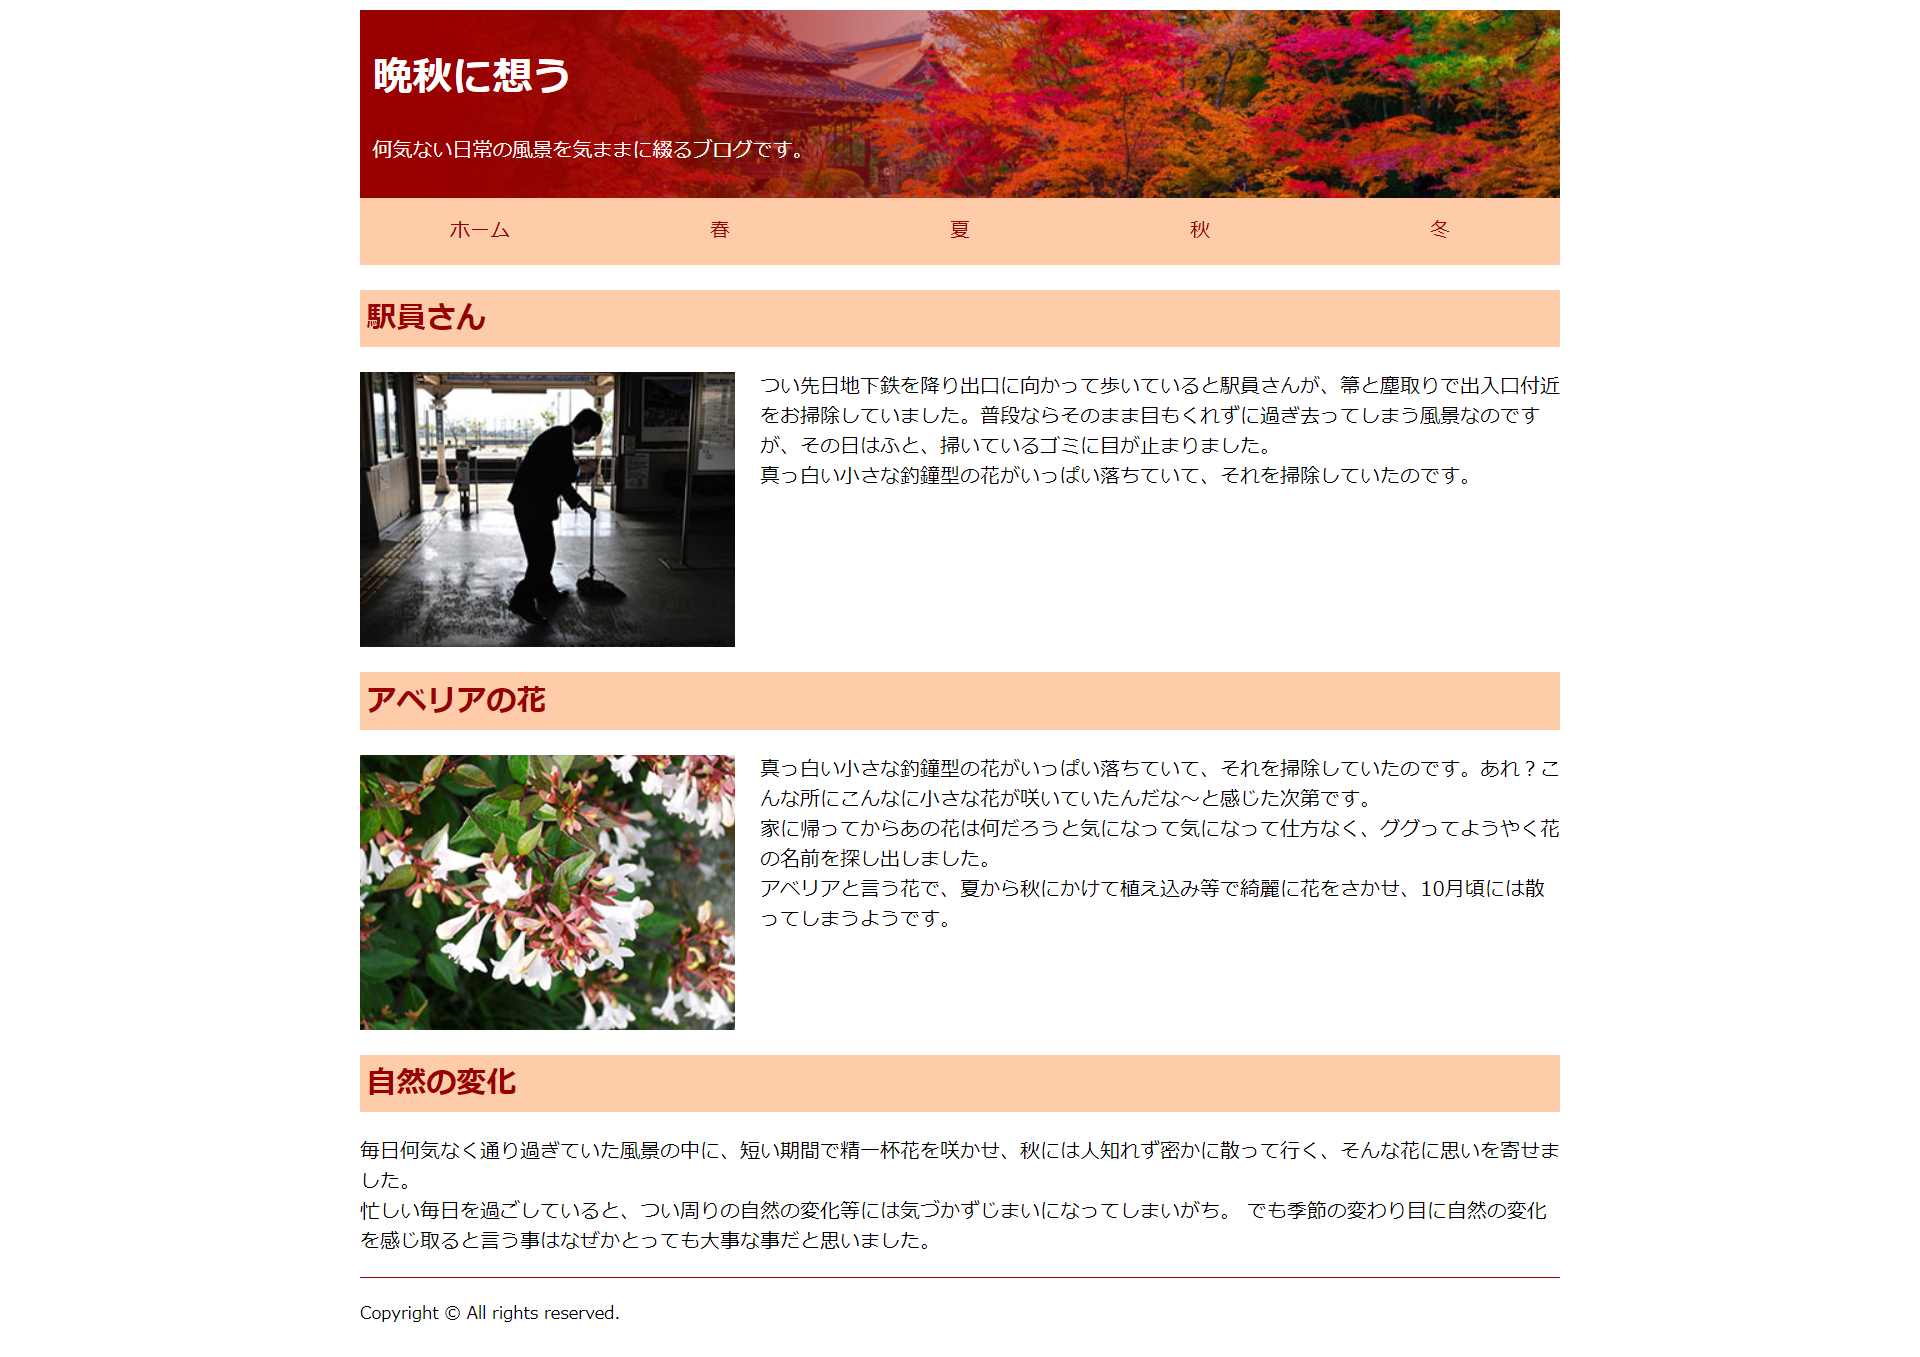 晩秋に想う
何気ない日常の風景を気ままに綴るブログです。
ホーム 春 夏 秋 冬
駅員さん
つい先日地下鉄を降り出口に向かって歩いていると駅員さんが、箒と塵取りで出入口付近
をお掃除していました。普段ならそのまま目もくれずに過ぎ去ってしまう風景なのです
が、その日はふと、掃いているゴミに目が止まりました。
真っ白い小さな釣鐘型の花がいっぱい落ちていて、それを掃除していたのです。
アベリアの花
真っ白い小さな釣鐘型の花がいっぱい落ちていて、それを掃除していたのです。あれ？こ
んな所にこんなに小さな花が咲いていたんだな～と感じた次第です。
家に帰ってからあの花は何だろうと気になって気になって仕方なく、ググってようやく花
の名前を探し出しました。
アベリアと言う花で、夏から秋にかけて植え込み等で綺麗に花をさかせ、10月頃には散
ってしまうようです。
自然の変化
毎日何気なく通り過ぎていた風景の中に、短い期間で精一杯花を咲かせ、秋には人知れず密かに散って行く、そんな花に思いを寄せま
した。
忙しい毎日を過ごしていると、つい周りの自然の変化等には気づかずじまいになってしまいがち。 でも季節の変わり目に自然の変化
を感じ取ると言う事はなぜかとっても大事な事だと思いました。
Copyright © All rights reserved.